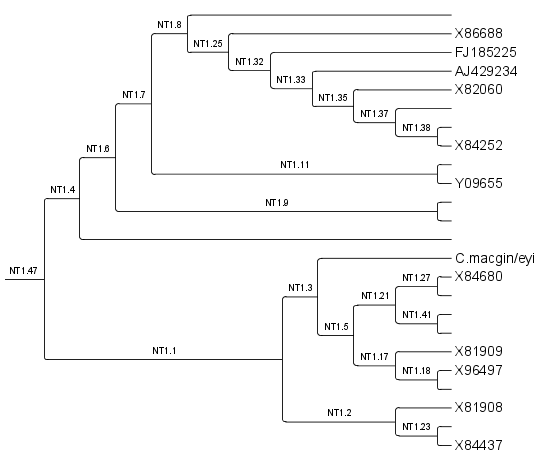 NT1.8
X86688
NT1.25
FJ185225
NT1.32
AJ429234
NT1.33
X82060
NT1.7
NT1.35
NT1.37
NT1.38
X84252
NT1.6
NT1.11
Y09655
NT1.4
NT1.9
C.macgin/eyi
NT1.47
X84680
NT1.27
NT1.3
NT1.21
NT1.41
NT1.5
NT1.1
X81909
NT1.17
NT1.18
X96497
X81908
NT1.2
NT1.23
X84437